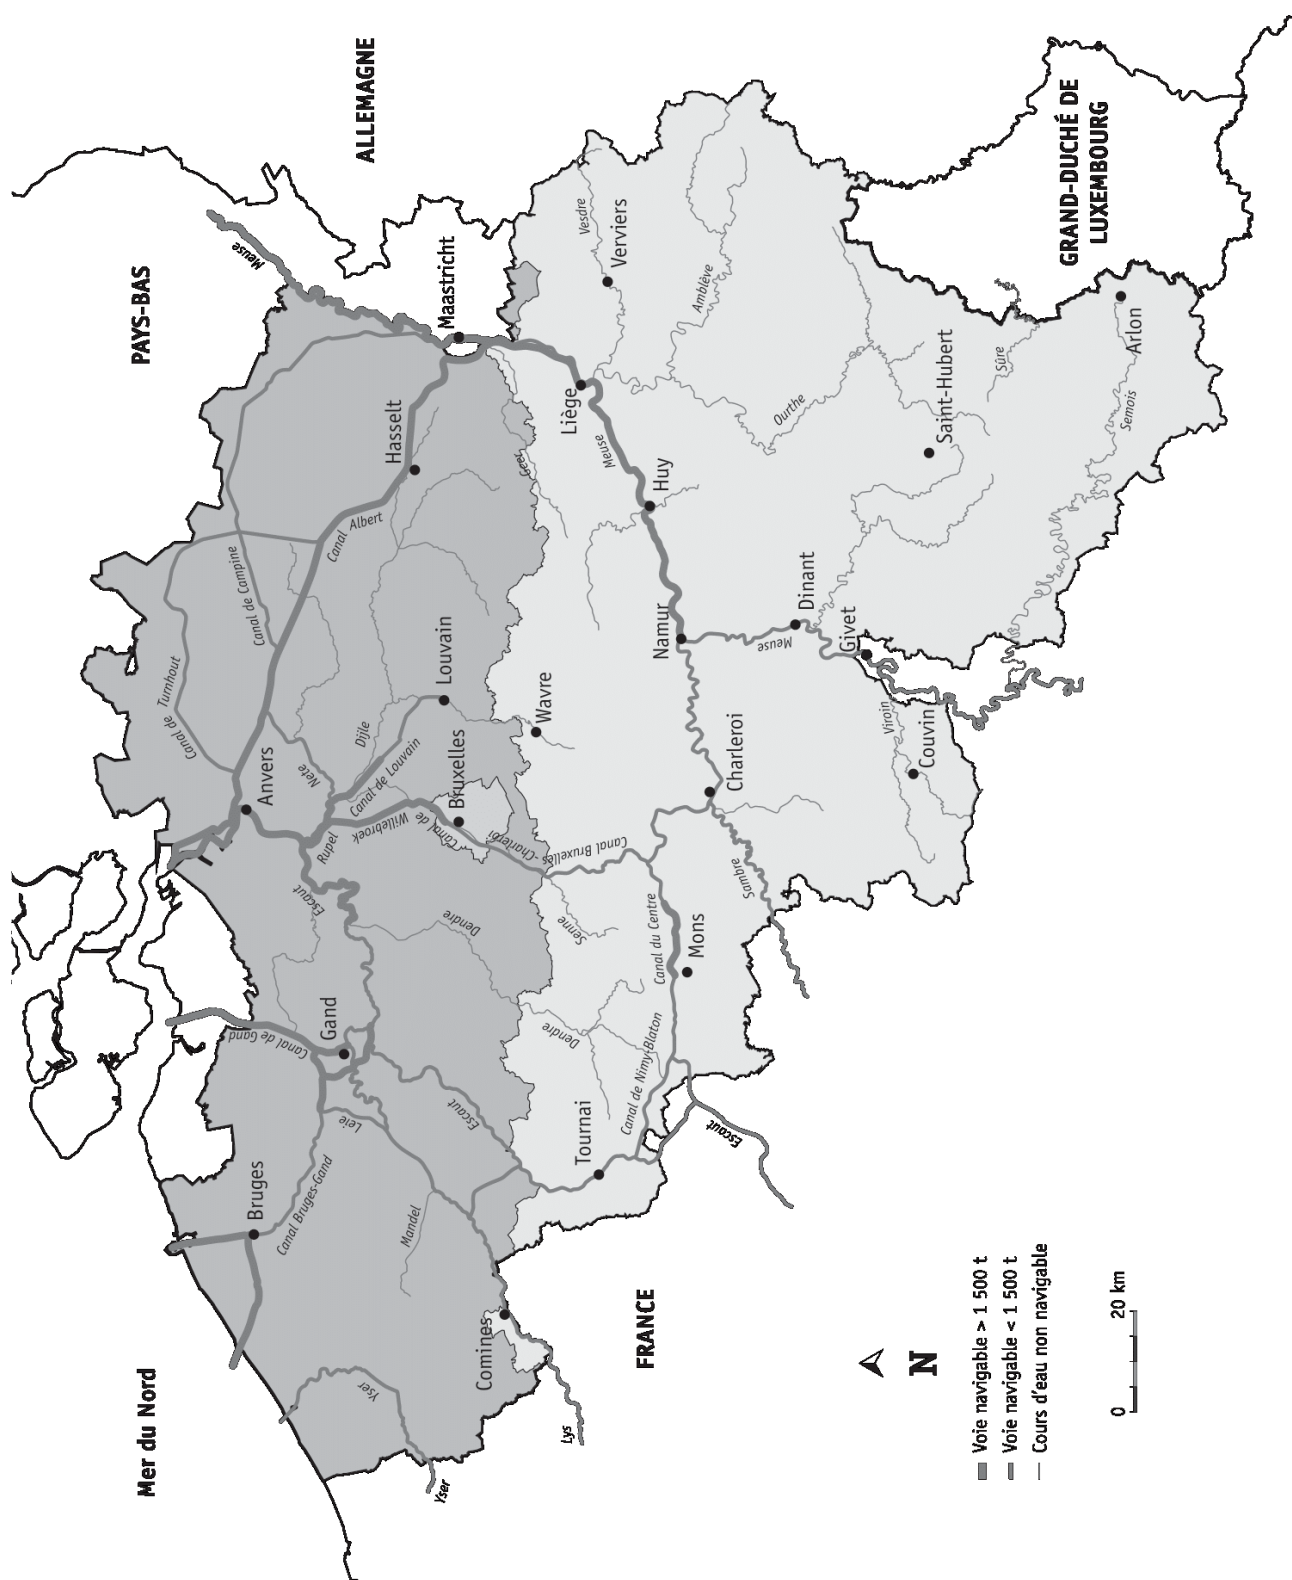 Mer du Nord
PAYS-BAS
ALLEMAGNE
FRANCE
GRAND-DUCHÉ DE
LUXEMBOURG
Meuse
Maastricht
Canal de Turnhout
Canal de Campine
Anvers
Bruges
Canal de Gand
Canal Bruges-Gand
Gand
Escaut
Rupel
Nete
Dijle
Canal Albert
Hasselt
Yser
Yser
Leie
Mandel
Escaut
Dendre
Canal de Willebroek
Canal de Louvain
Louvain
Bruxelles
Comines
Lys
Geer
Tournai
Dendre
Senne
Canal Bruxelles-Charleroi
Wavre
Liège
Vesdre
Verviers
Meuse
Huy
Amblève
Canal de Nimy-Blaton
Canal du Centre
Mons
Escaut
Sambre
Charleroi
Namur
Meuse
Dinant
Ourthe
Givet
Viroin
Couvin
Saint-Hubert
Sûre
Semois
Arlon
N
Voie navigable > 1 500 t
Voie navigable < 1 500 t
Cours d'eau non navigable
0 20 km